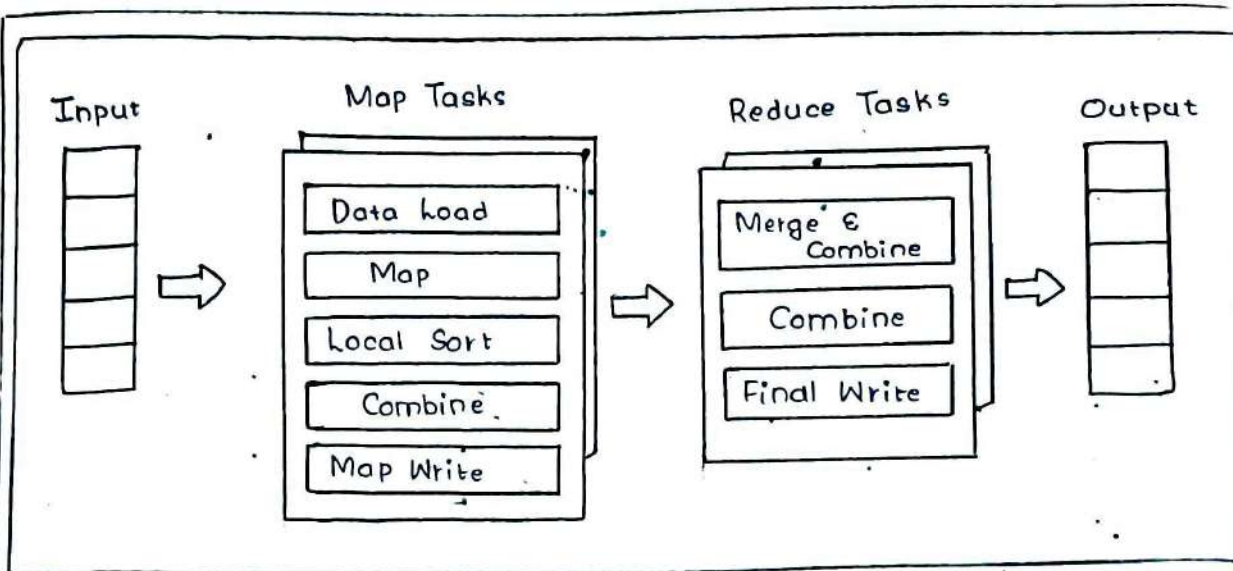 Input
Map Tasks
Reduce Tasks
Output
Data Load
Map
Local Sort
Combine.
Map Write
Merge &
Combine
Combine
Final Write